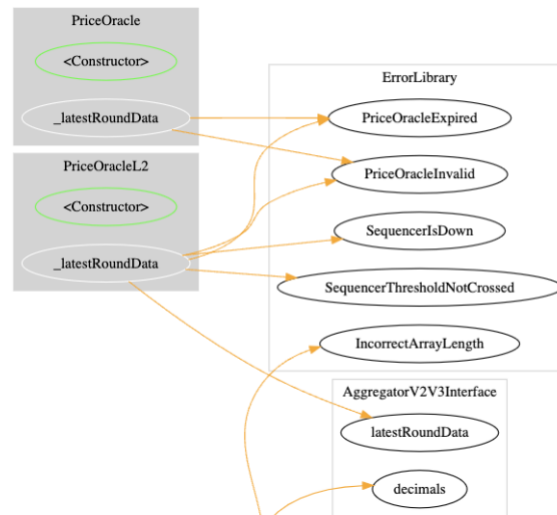 PriceOracle
<Constructor>
_latestRoundData
PriceOracleL2
<Constructor>
_latestRoundData
ErrorLibrary
PriceOracleExpired
PriceOracleInvalid
SequencerIsDown
SequencerThresholdNotCrossed
IncorrectArrayLength
AggregatorV2V3Interface
latestRoundData
decimals